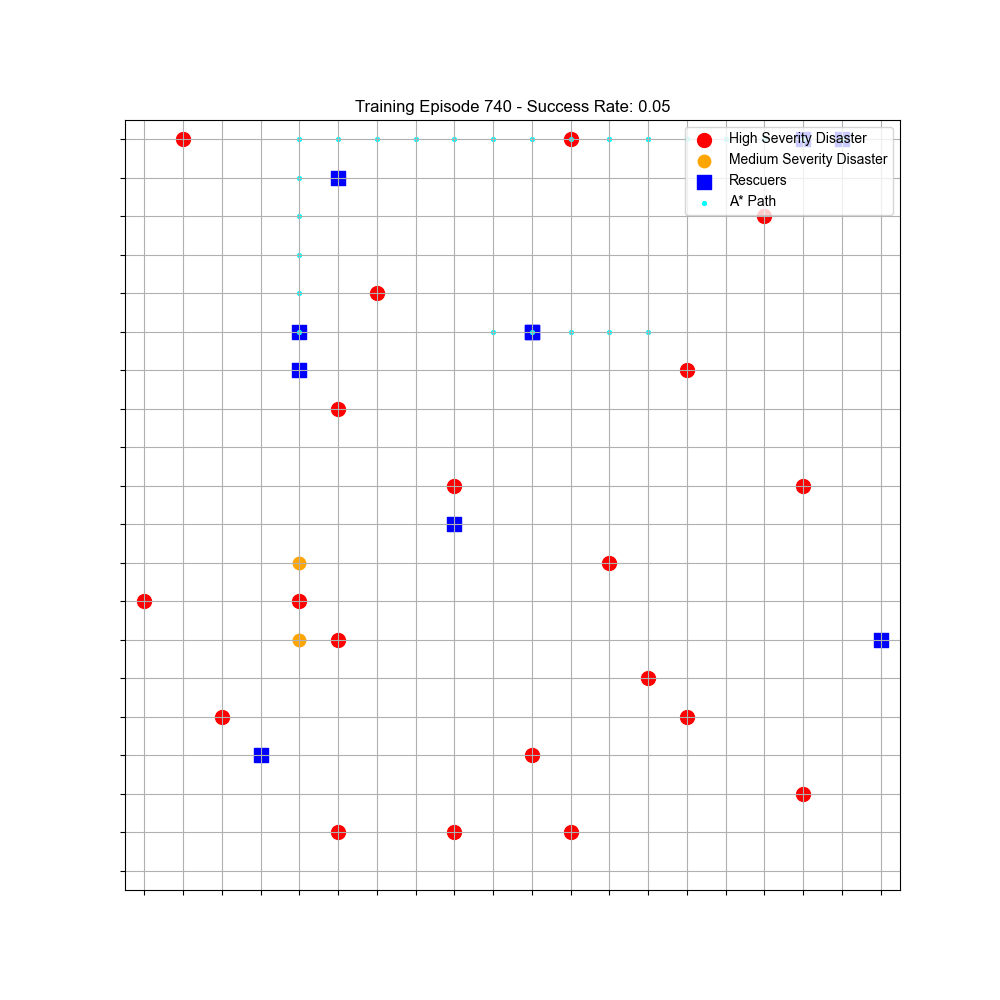 Training Episode 740 - Success Rate: 0.05
High Severity Disaster
Medium Severity Disaster
Rescuers
A* Path